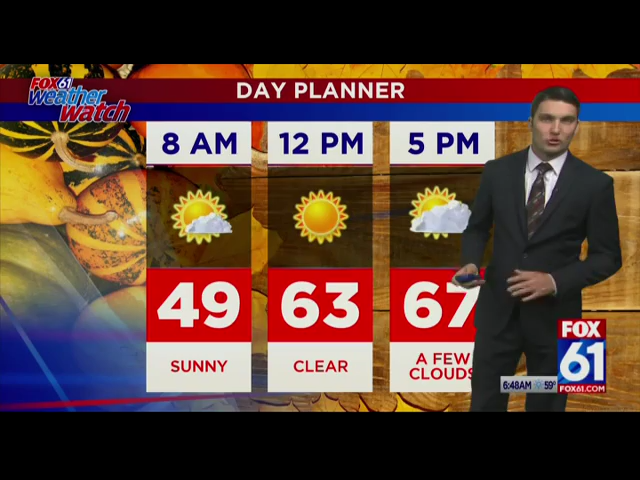 FOX61
Weather
Watch
DAY PLANNER
8 AM
12 PM
5 PM
49
63
67
SUNNY
CLEAR
A FEW
CLOUDS
FOX
61
6:48AM
59°
FOX61.COM